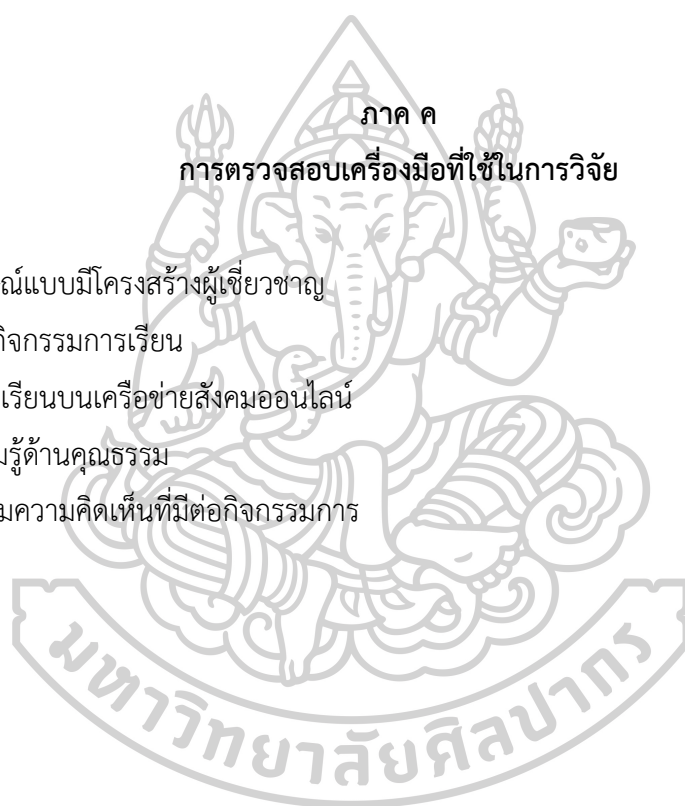 ภาค ค
การตรวจสอบเครื่องมือที่ใช้ในการวิจัย
ณ์แบบมีโครงสร้างผู้เชี่ยวชาญ
กิจกรรมการเรียน
เรียนบนเครือข่ายสังคมออนไลน์
มรู้ด้านคุณธรรม
มความคิดเห็นที่มีต่อกิจกรรมการ
มหาวิทยาลัยศิลปากร